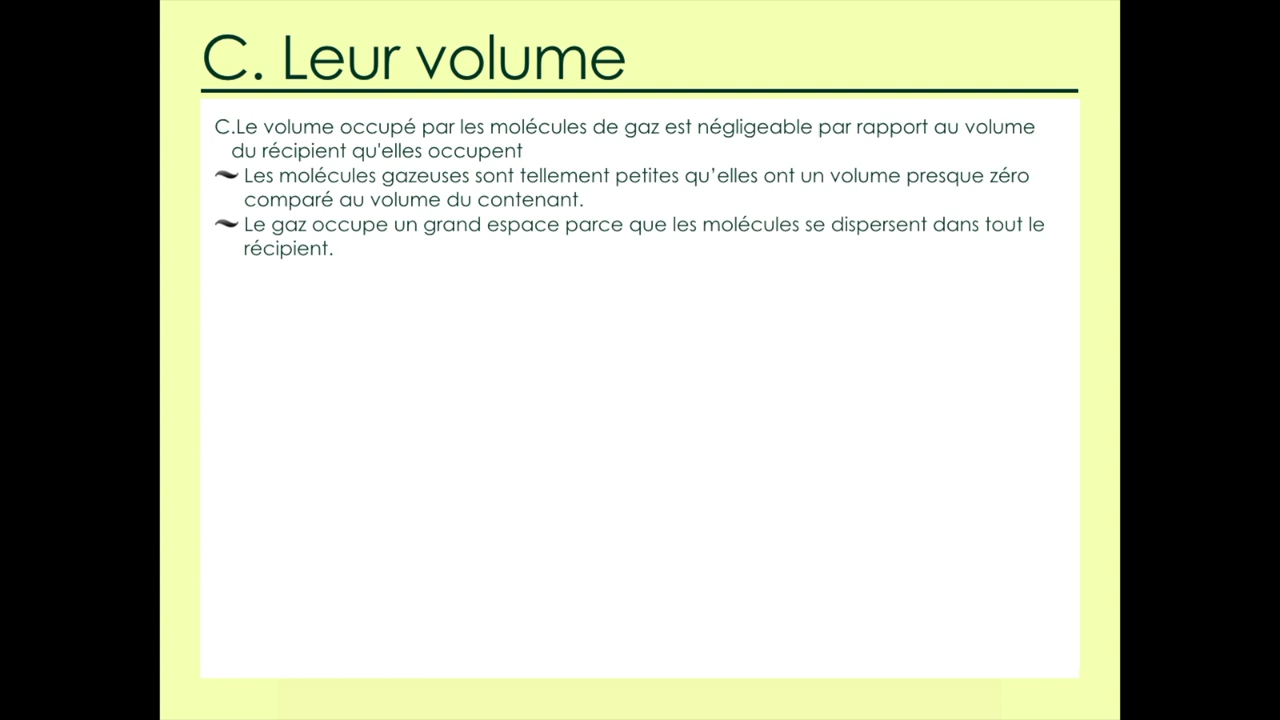 C. Leur volume
C.Le volume occupé par les molécules de gaz est négligeable par rapport au volume
du récipient qu'elles occupent
Les molécules gazeuses sont tellement petites qu’elles ont un volume presque zéro
comparé au volume du contenant.
Le gaz occupe un grand espace parce que les molécules se dispersent dans tout le
récipient.